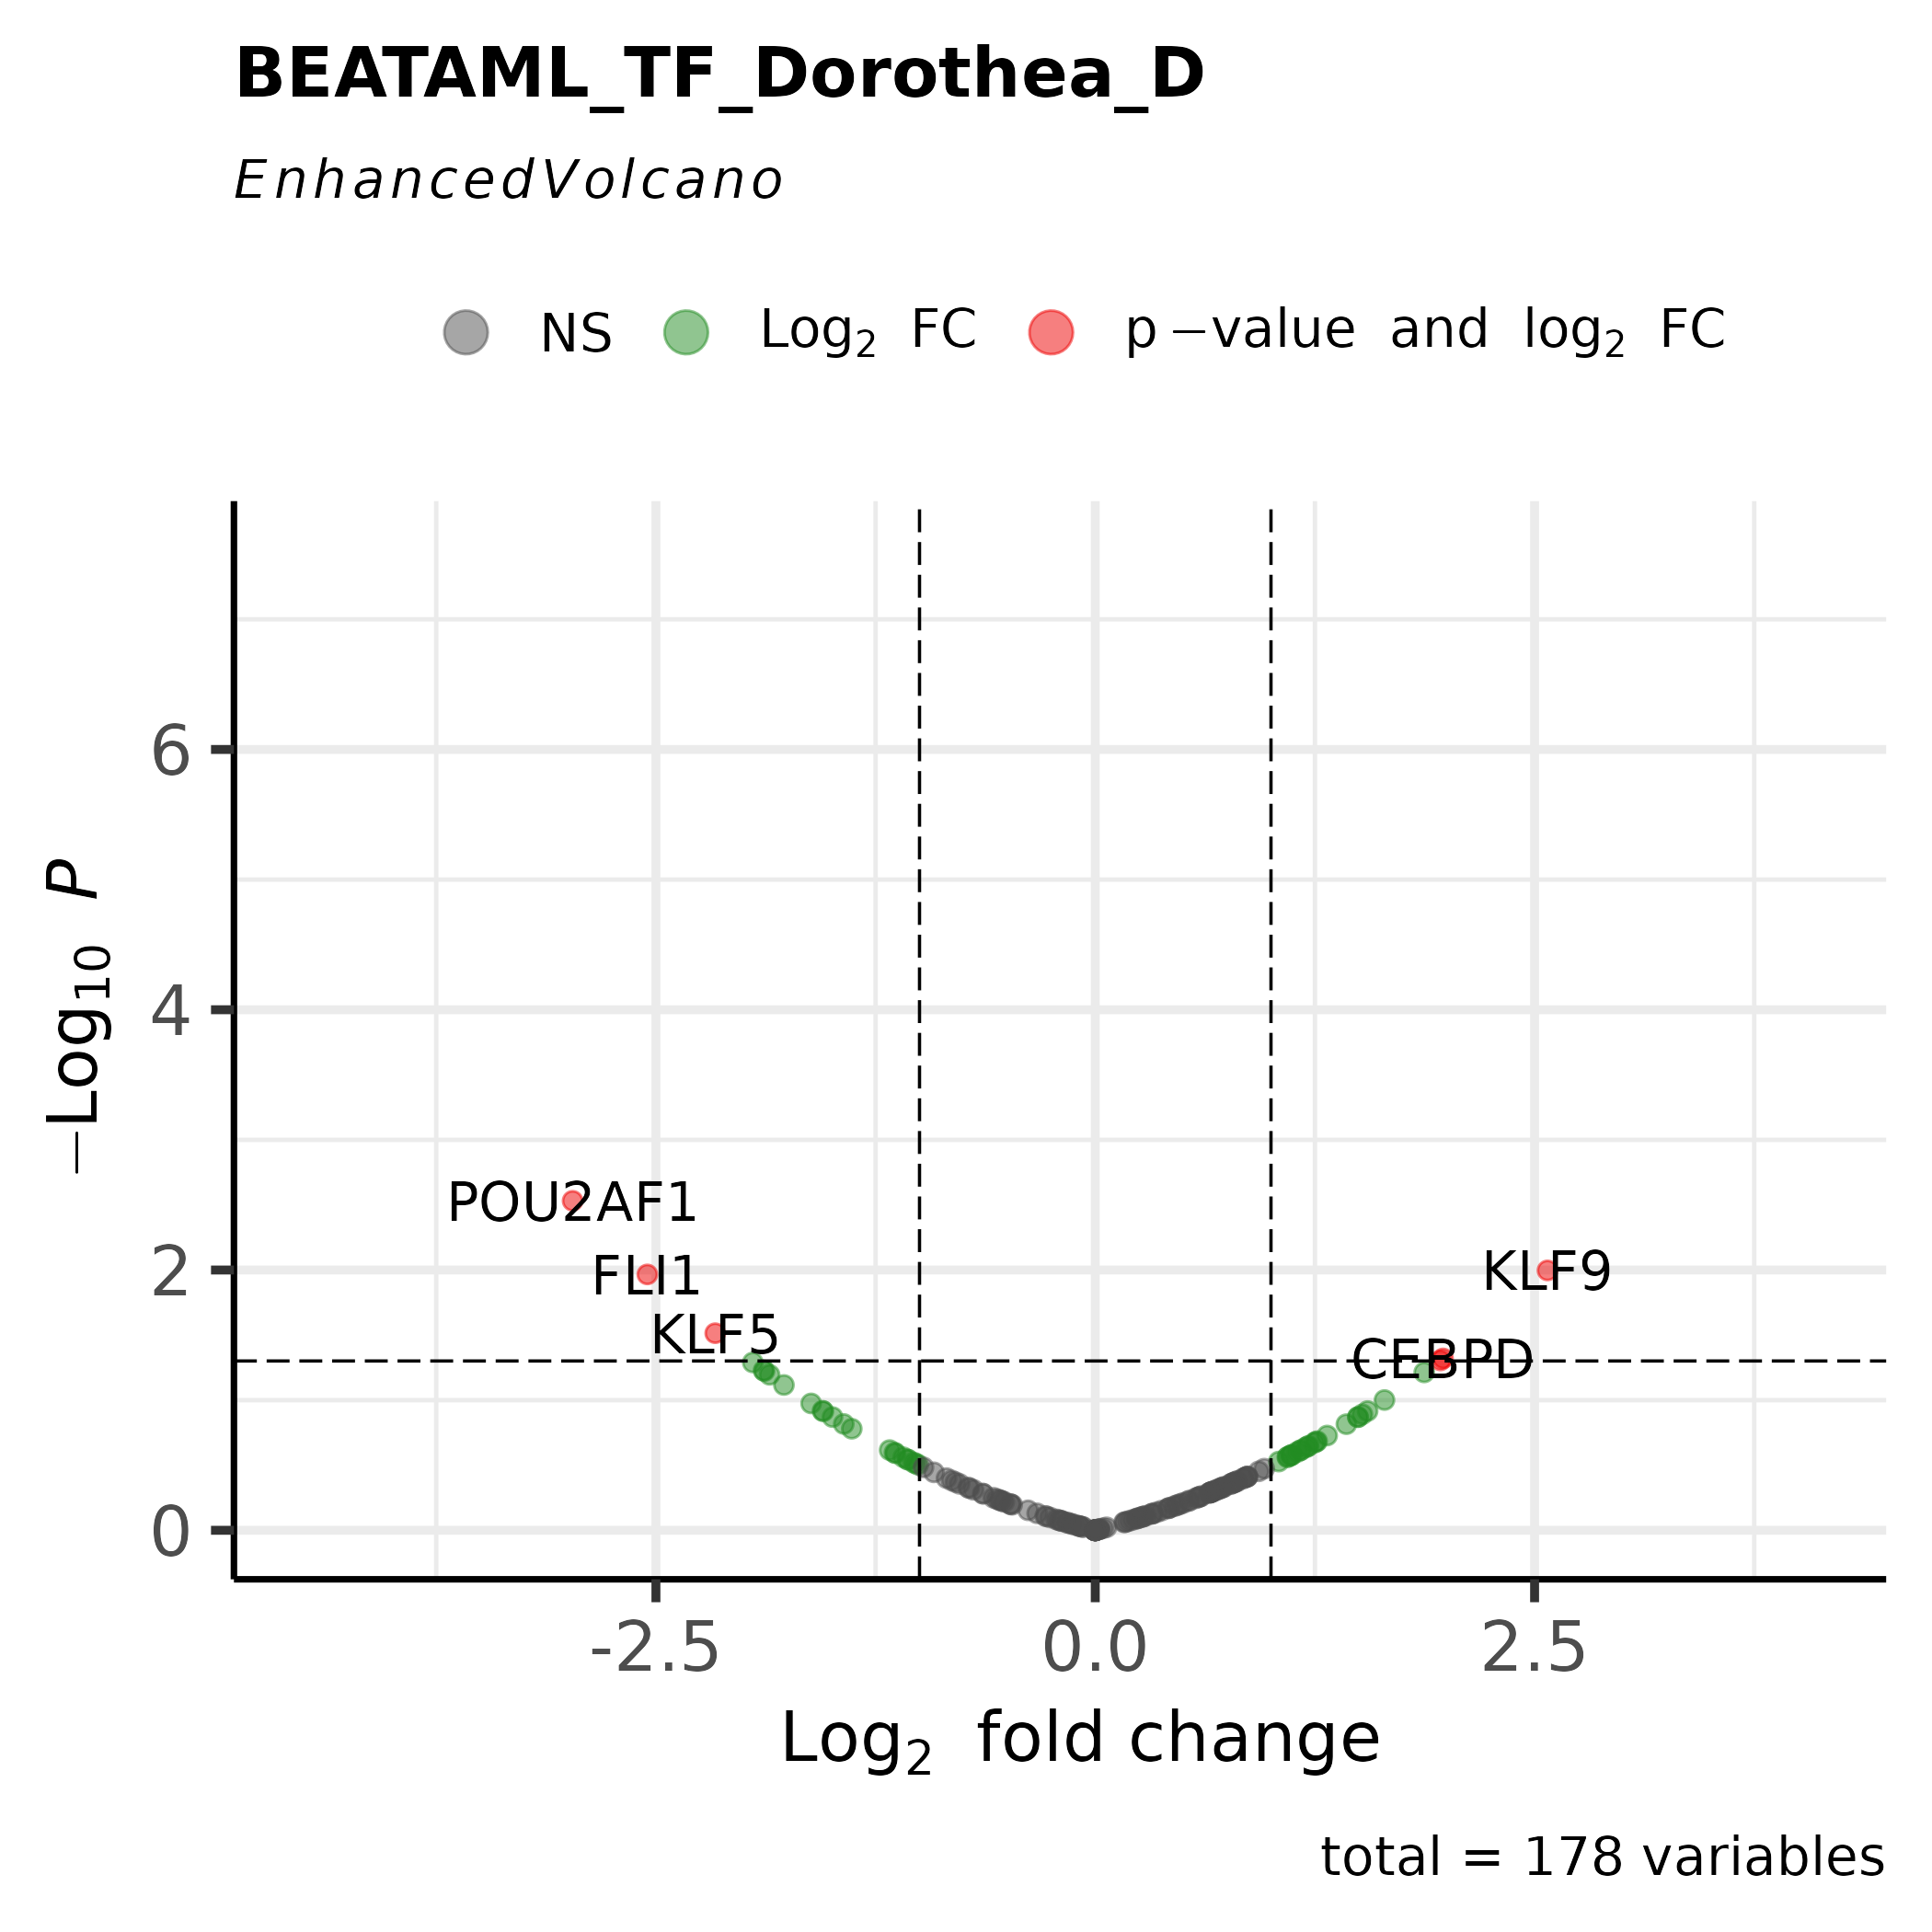 BEATAML_TF_Dorothea_D
EnhancedVolcano
NS Log₂ FC p −value and log₂ FC
−Log₁₀ P
6
4
2
0
POU2AF1
FLI1
KLF5
KLF9
CEBPD
-2.5 0.0 2.5
Log₂ fold change
total = 178 variables